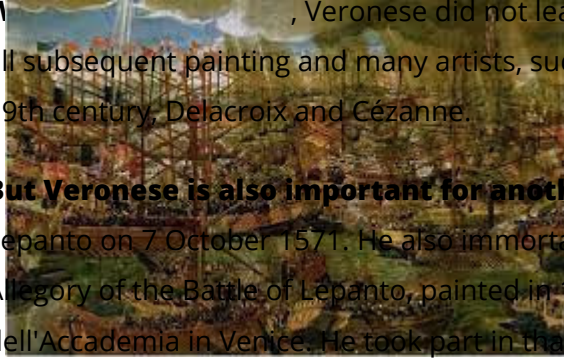 , Veronese did not lea
ll subsequent painting and many artists, su
9th century, Delacroix and Cézanne.
But Veronese is also important for anoth
epanto on 7 October 1571. He also immorta
Allegory of the Battle of Lepanto, painted in
dell'Accademia in Venice. He took part in tha